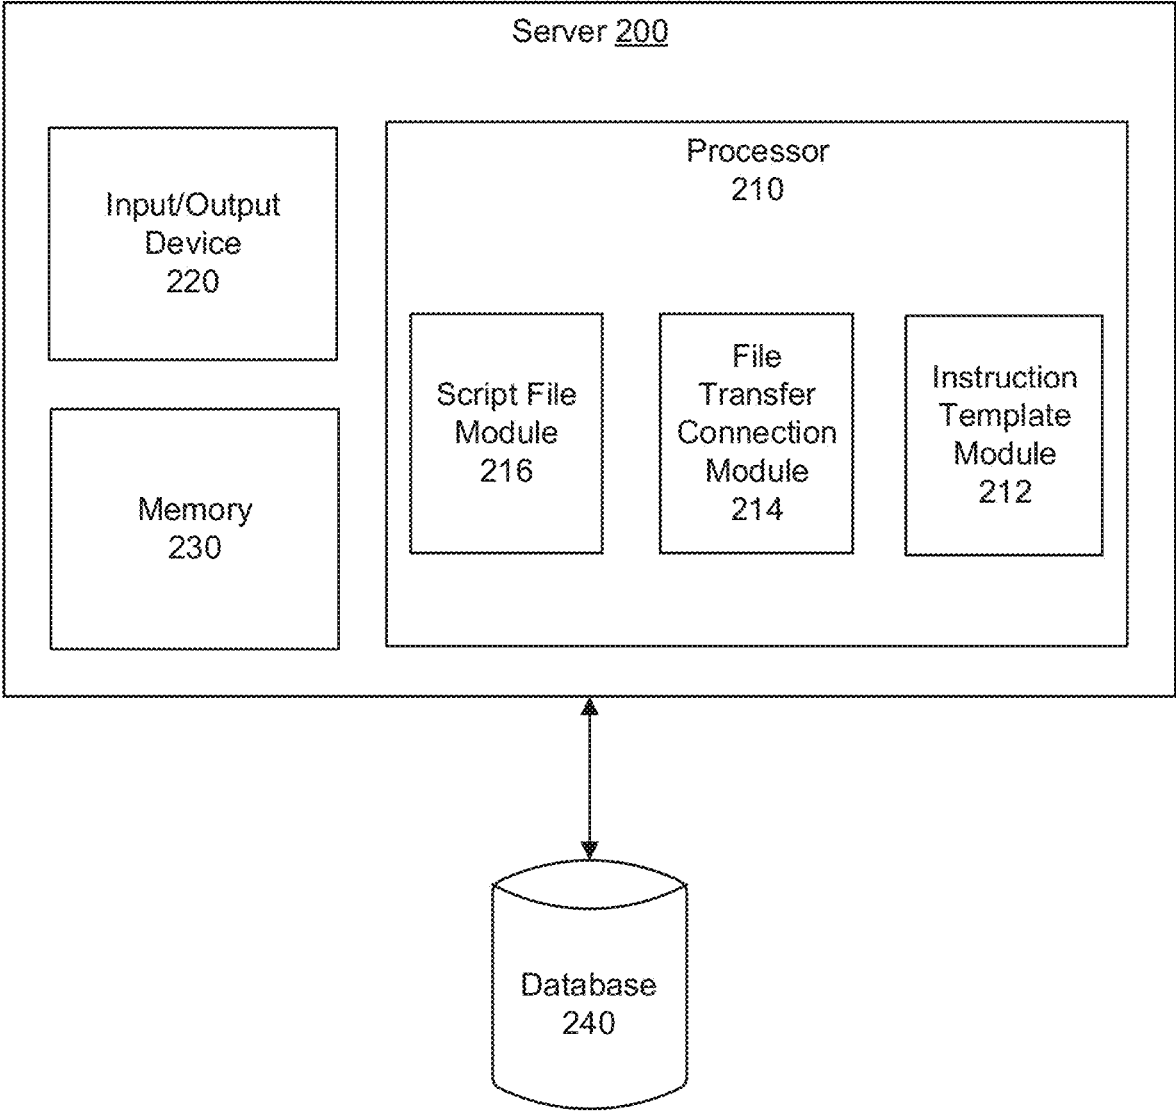 Server 200
Input/Output
Device
220
Memory
230
Processor
210
Script File
Module
216
File
Transfer
Connection
Module
214
Instruction
Template
Module
212
Database
240